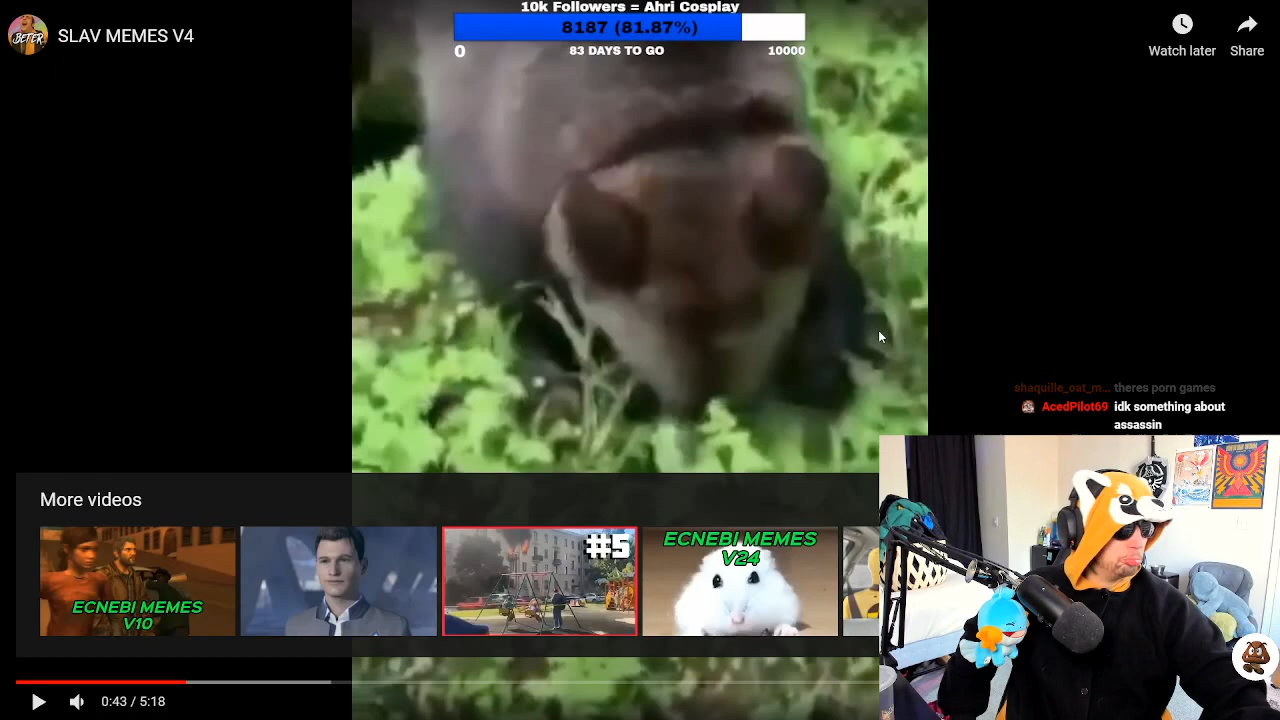 10k Followers = Ahri Cosplay
8187 (81.87%)
0
83 DAYS TO GO
10000
BETER
SLAV MEMES V4
Watch later
Share
shaquille_oat_m... theres porn games
AcedPilot69 idk something about
assassin
More videos
ECNEBI MEMES
V10
#5
ECNEBI MEMES
V24
0:43 / 5:18